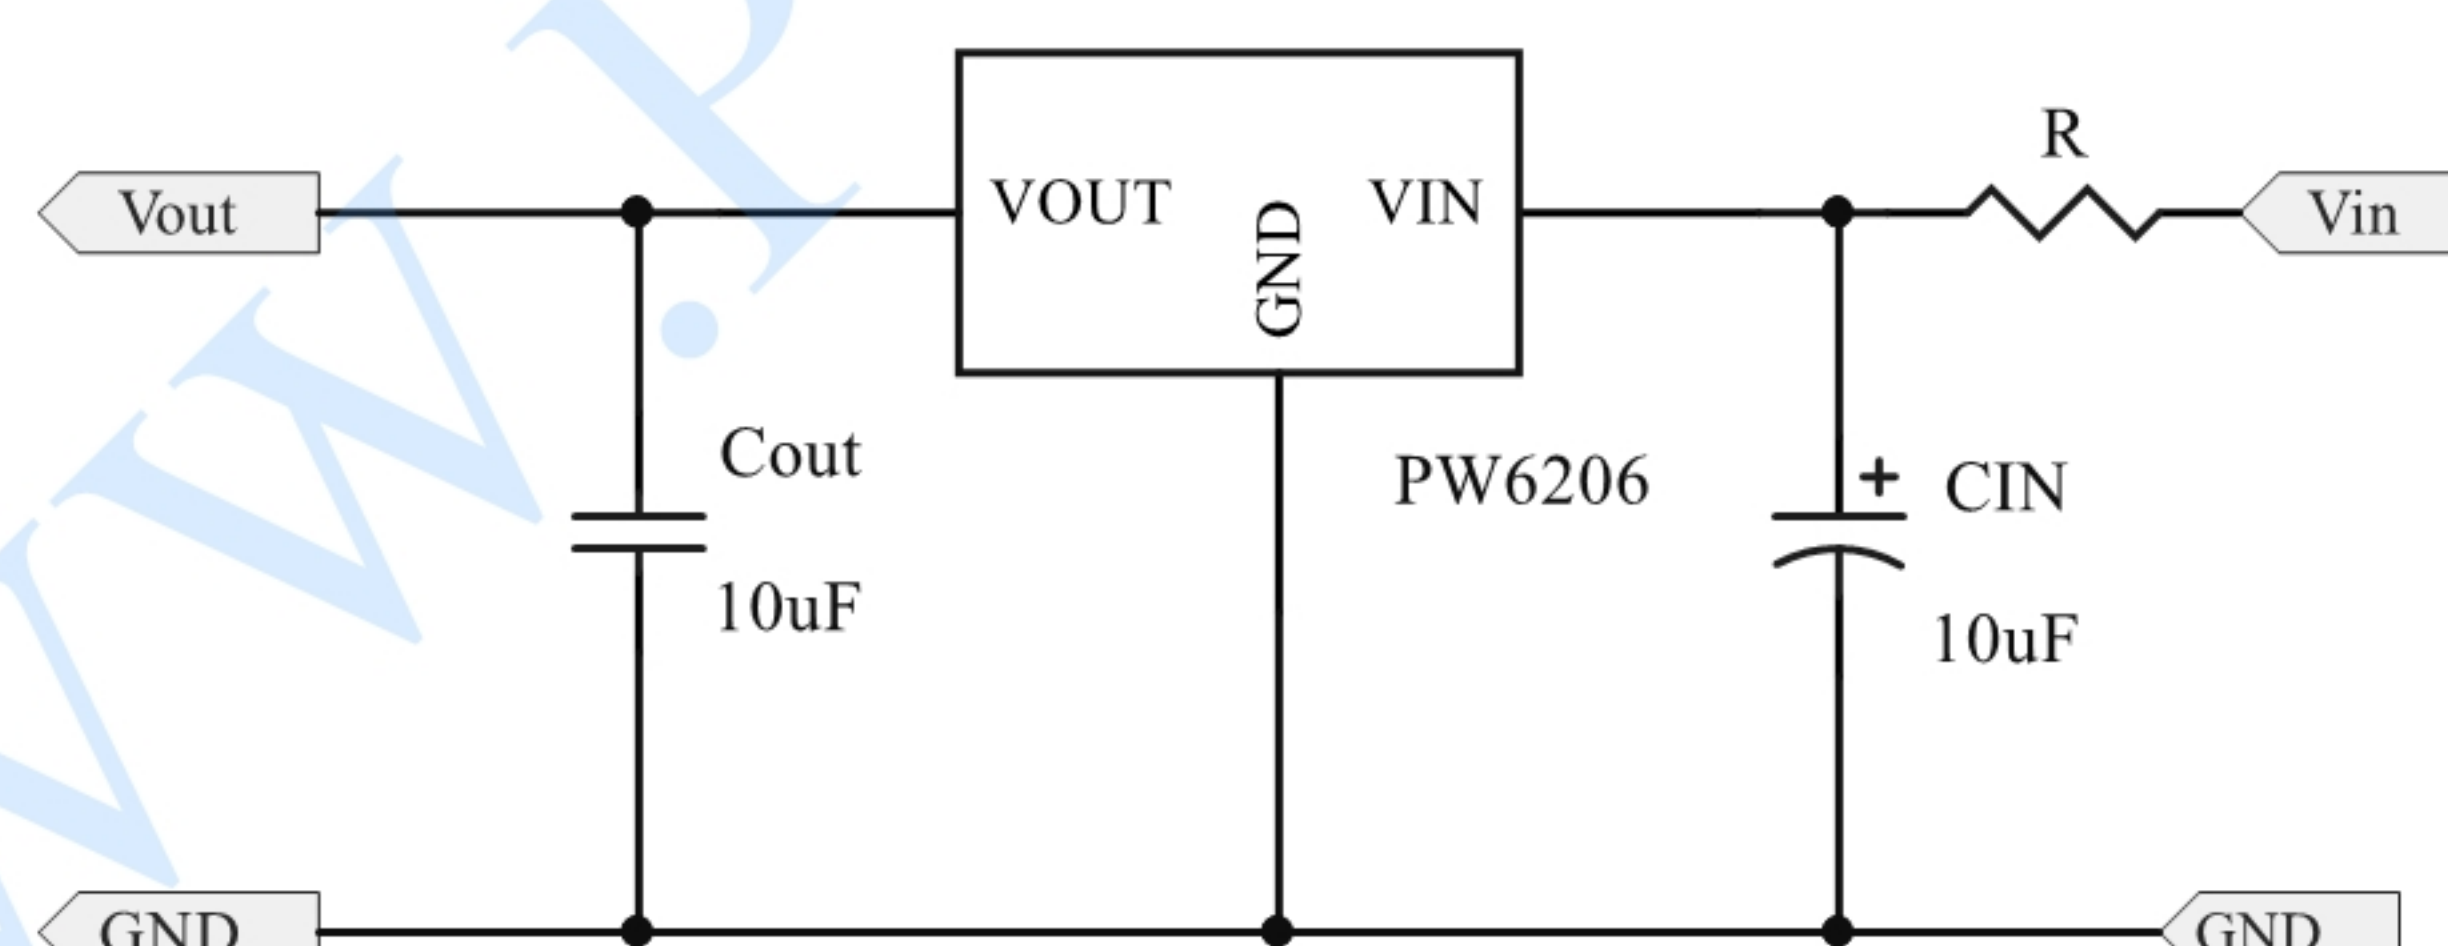 R
Vout
VOUT
GND
VIN
Vin
Cout
10uF
PW6206
+
CIN
10uF
GND
GND